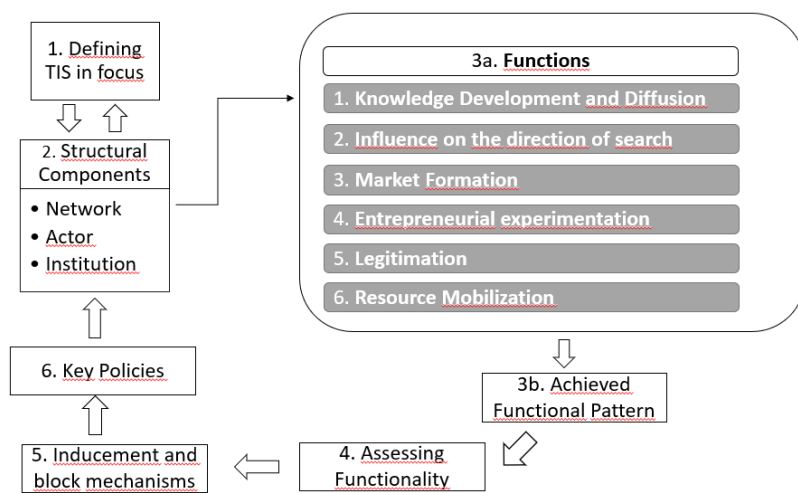 1. Defining
TIS in focus
2. Structural
Components
• Network
• Actor
• Institution
3a. Functions
1. Knowledge Development and Diffusion
2. Influence on the direction of search
3. Market Formation
4. Entrepreneurial experimentation
5. Legitimation
6. Resource Mobilization
3b. Achieved
Functional Pattern
4. Assessing
Functionality
5. Inducement and
block mechanisms
6. Key Policies